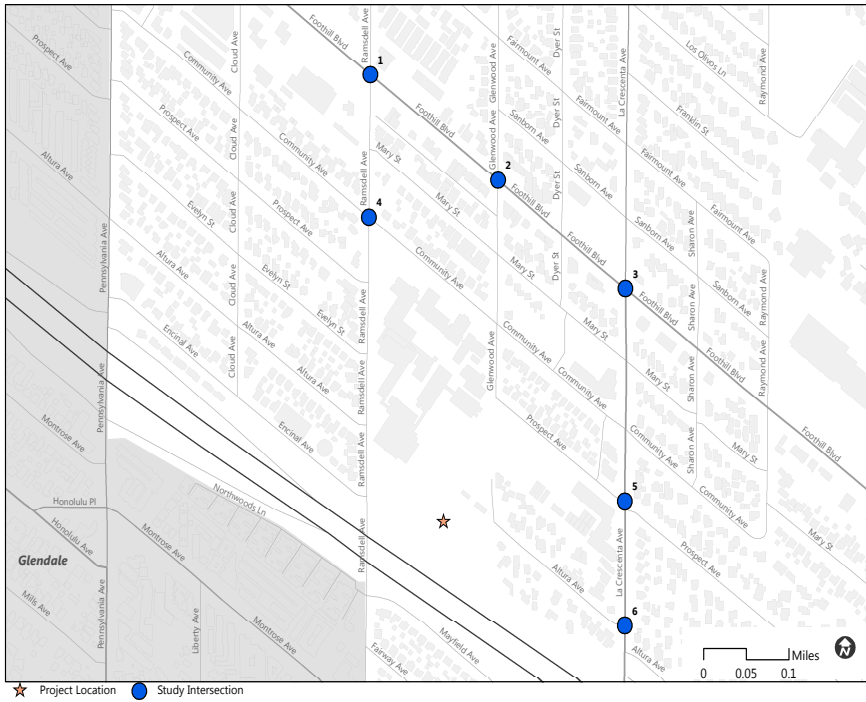 Prospect Ave
Community Ave
Cloud Ave
Foothill Blvd
Ramsdell Ave
1
Glenwood Ave
Fairmount Ave
Dyer St
La Crescenta Ave
Los Olivos Ln
Raymond Ave
Altura Ave
Prospect Ave
Cloud Ave
Community Ave
Foothill Blvd
Sanborn Ave
Dyer St
Fairmount Ave
Franklin St
Mary St
Ramsdell Ave
4
Glenwood Ave
2
Foothill Blvd
Sanborn Ave
Fairmount Ave
Evelyn St
Cloud Ave
Prospect Ave
Mary St
Dyer St
Foothill Blvd
Sanborn Ave
Sharon Ave
Fairmount Ave
Pennsylvania Ave
Altura Ave
Cloud Ave
Evelyn St
Community Ave
Mary St
Dyer St
3
Foothill Blvd
Sharon Ave
Sanborn Ave
Raymond Ave
Encinal Ave
Cloud Ave
Altura Ave
Evelyn St
Ramsdell Ave
Glenwood Ave
Community Ave
Mary St
Foothill Blvd
Pennsylvania Ave
Altura Ave
Ramsdell Ave
Community Ave
Mary St
Sharon Ave
Raymond Ave
Montrose Ave
Encinal Ave
Ramsdell Ave
Prospect Ave
Community Ave
Sharon Ave
Mary St
Foothill Blvd
Honolulu Pl
Northwoods Ln
5
Community Ave
Mary St
Honolulu Ave
Montrose Ave
Ramsdell Ave
La Crescenta Ave
Prospect Ave
Glendale
Mills Ave
Pennsylvania Ave
Liberty Ave
Montrose Ave
Altura Ave
6
Fairway Ave
Mayfield Ave
Altura Ave
Miles
0 0.05 0.1
N
Project Location Study Intersection